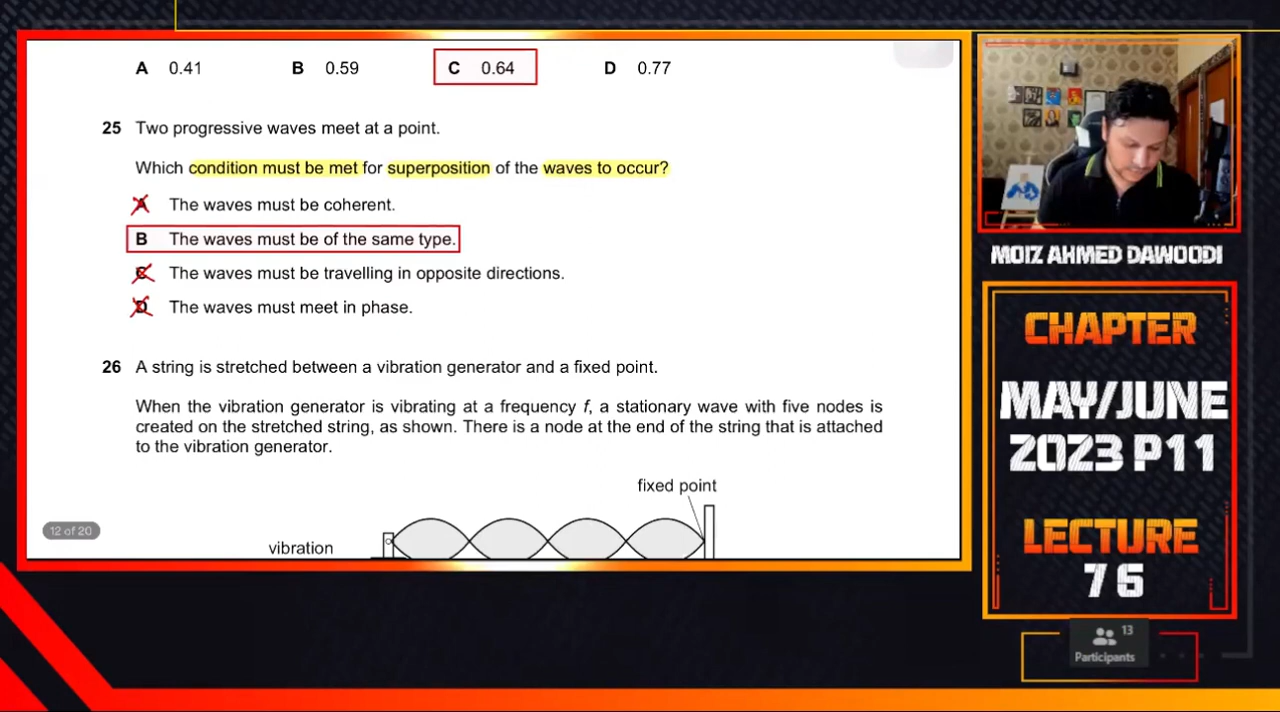 A 0.41 B 0.59 C 0.64 D 0.77
25 Two progressive waves meet at a point.
Which condition must be met for superposition of the waves to occur?
A The waves must be coherent.
B The waves must be of the same type.
C The waves must be travelling in opposite directions.
D The waves must meet in phase.
26 A string is stretched between a vibration generator and a fixed point.
When the vibration generator is vibrating at a frequency f, a stationary wave with five nodes is
created on the stretched string, as shown. There is a node at the end of the string that is attached
to the vibration generator.
fixed point
12 of 20
vibration
MOIZ AHMED DAWOODI
CHAPTER
MAY/JUNE
2023 P11
LECTURE
76
13
Participants